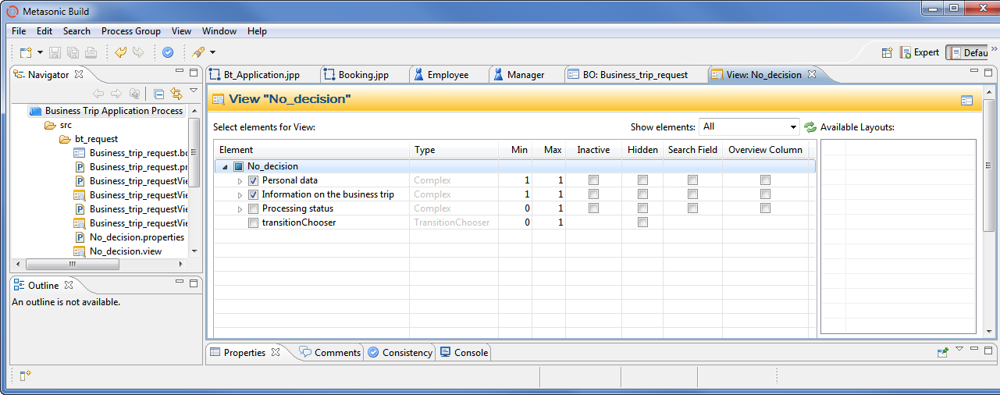 Metasonic Build
File Edit Search Process Group View Window Help
Expert Defau
Navigator
Business Trip Application Process
src
bt_request
Business_trip_request.bo
Business_trip_request.pr
Business_trip_requestVie
Business_trip_requestVie
Business_trip_requestVie
No_decision.properties
No_decision.view
Outline
An outline is not available.
Bt_Application.jpp Booking.jpp Employee Manager BO: Business_trip_request View: No_decision
View "No_decision"
Select elements for View: Show elements: All Available Layouts:
Element Type Min Max Inactive Hidden Search Field Overview Column
No_decision
Personal data Complex 1 1
Information on the business trip Complex 1 1
Processing status Complex 0 1
transitionChooser TransitionChooser 0 1
Properties Comments Consistency Console